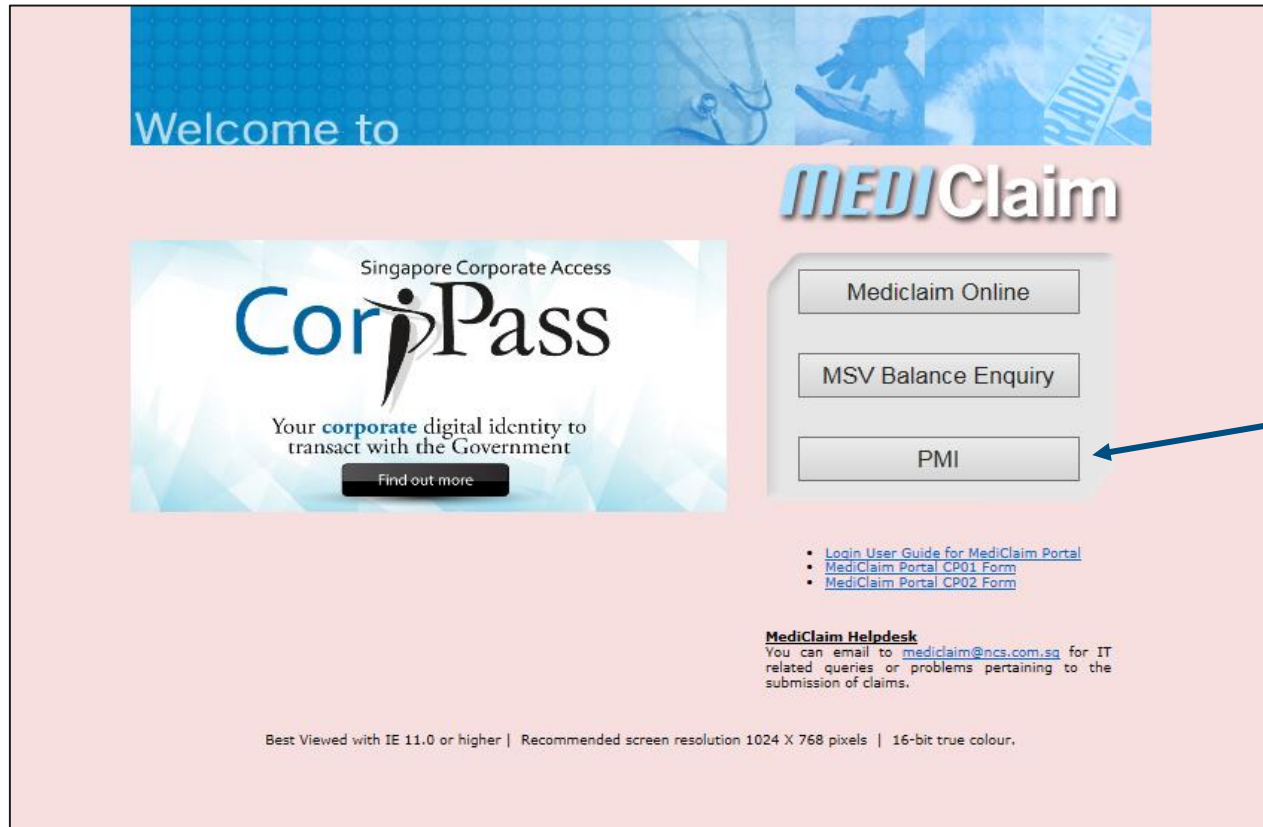 Welcome to
RADIOACTIVE
MEDIClaim
Singapore Corporate Access
CorpPass
Your corporate digital identity to
transact with the Government
Find out more
Mediclaim Online
MSV Balance Enquiry
PMI
Login User Guide for MediClaim Portal
MediClaim Portal CP01 Form
MediClaim Portal CP02 Form
MediClaim Helpdesk
You can email to mediclaim@ncs.com.sg for IT
related queries or problems pertaining to the
submission of claims.
Best Viewed with IE 11.0 or higher | Recommended screen resolution 1024 X 768 pixels | 16-bit true colour.